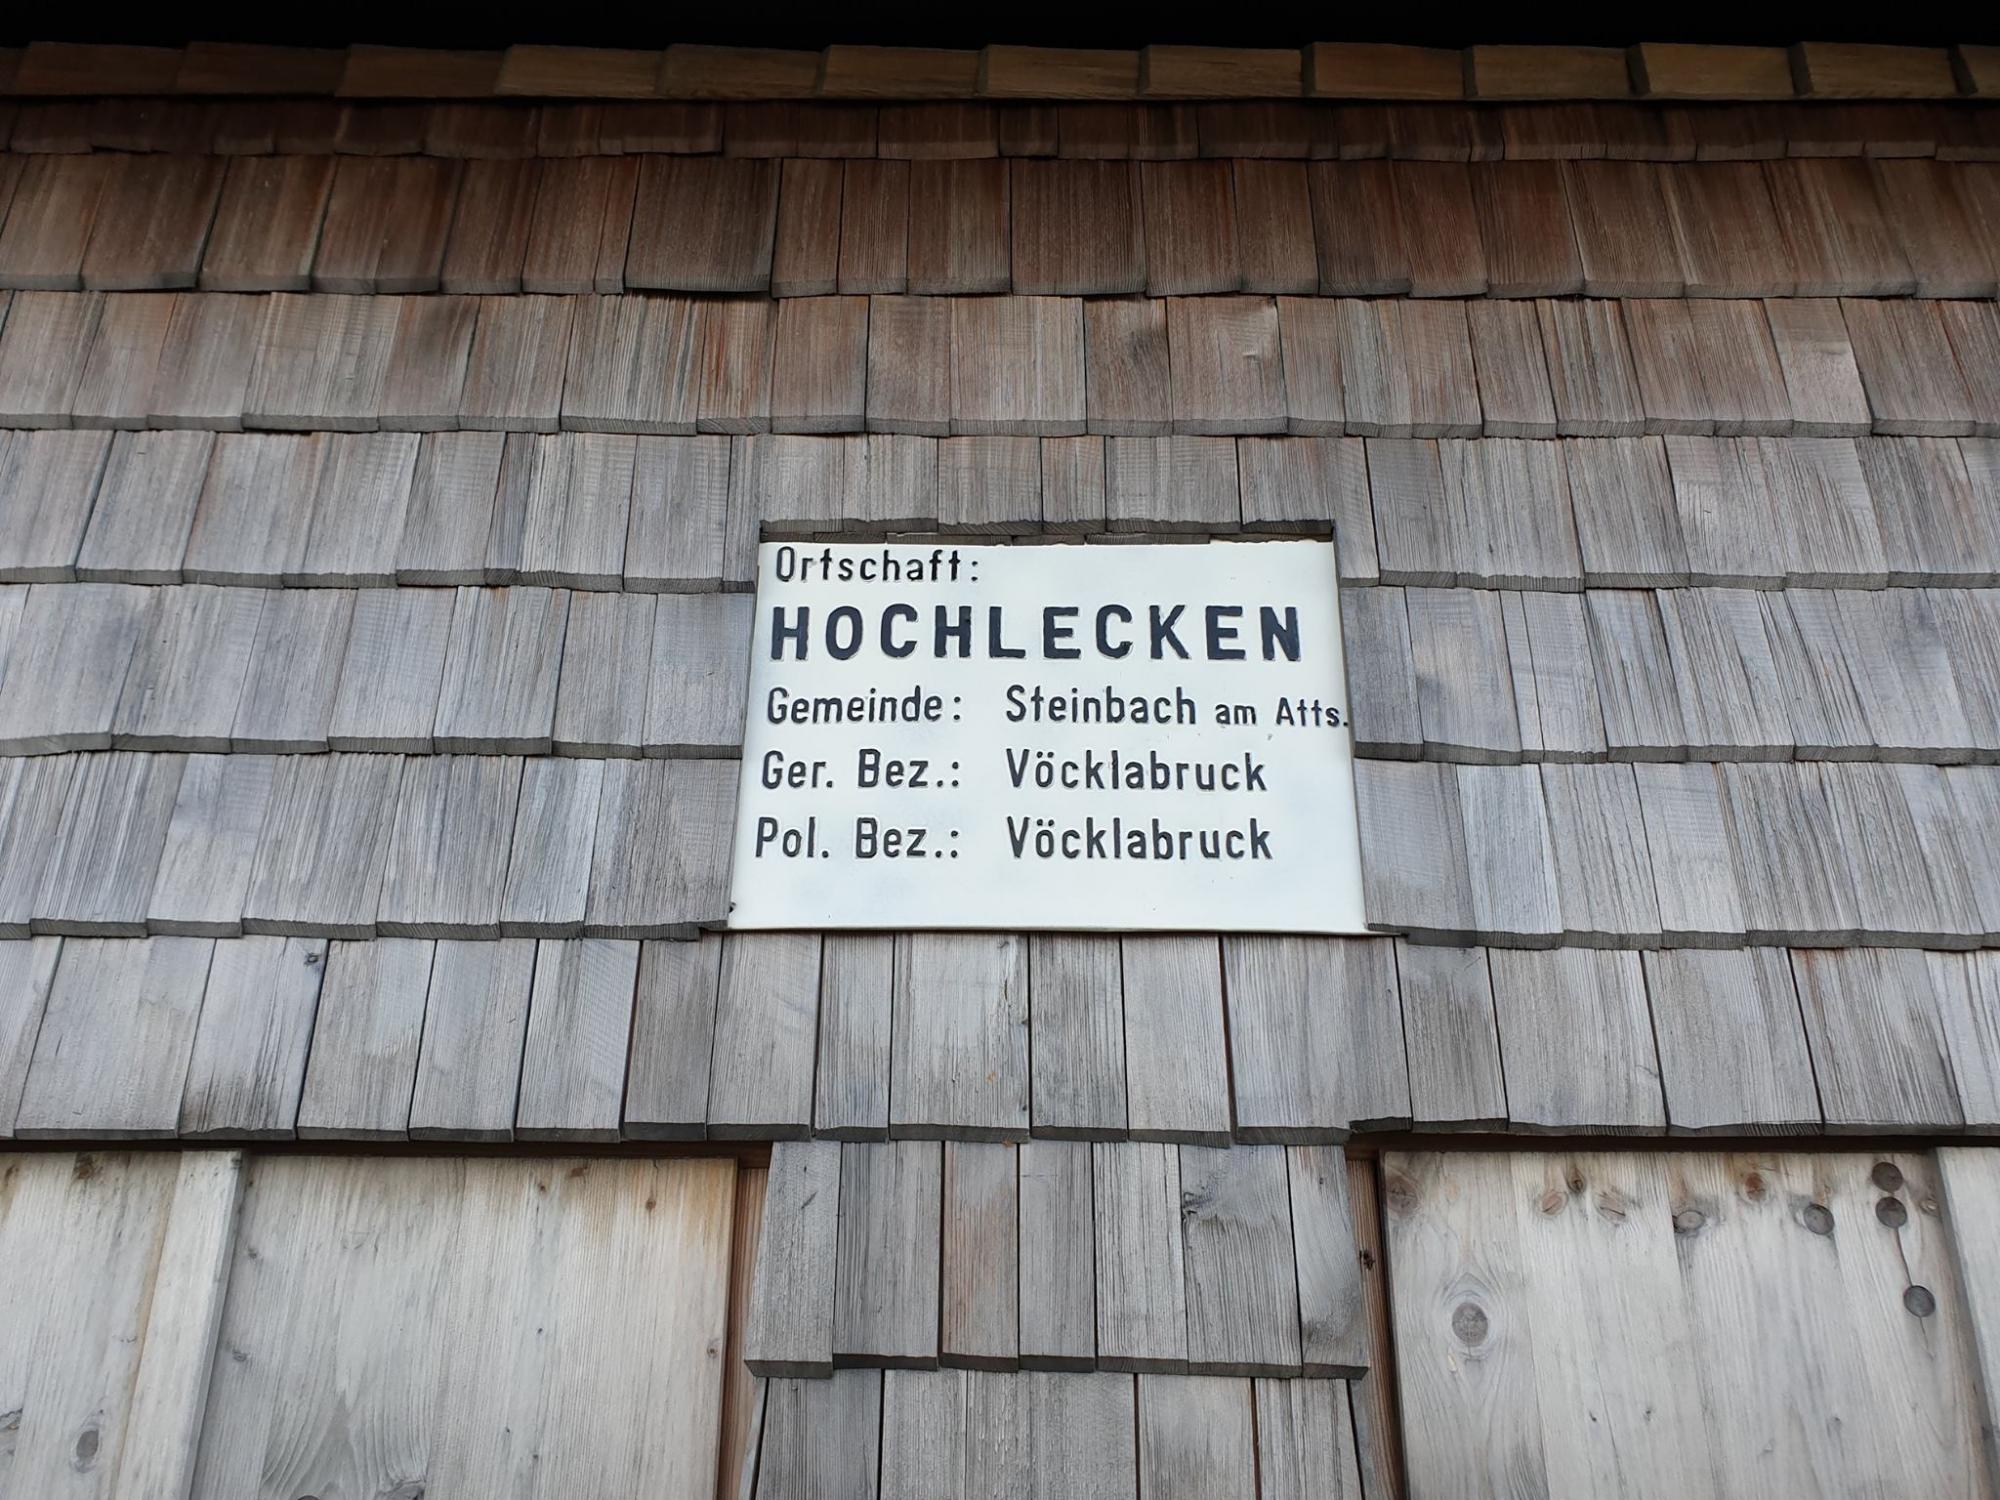 Ortschaft:
HOCHLECKEN
Gemeinde: Steinbach am Atts.
Ger. Bez.: Vöcklabruck
Pol. Bez.: Vöcklabruck